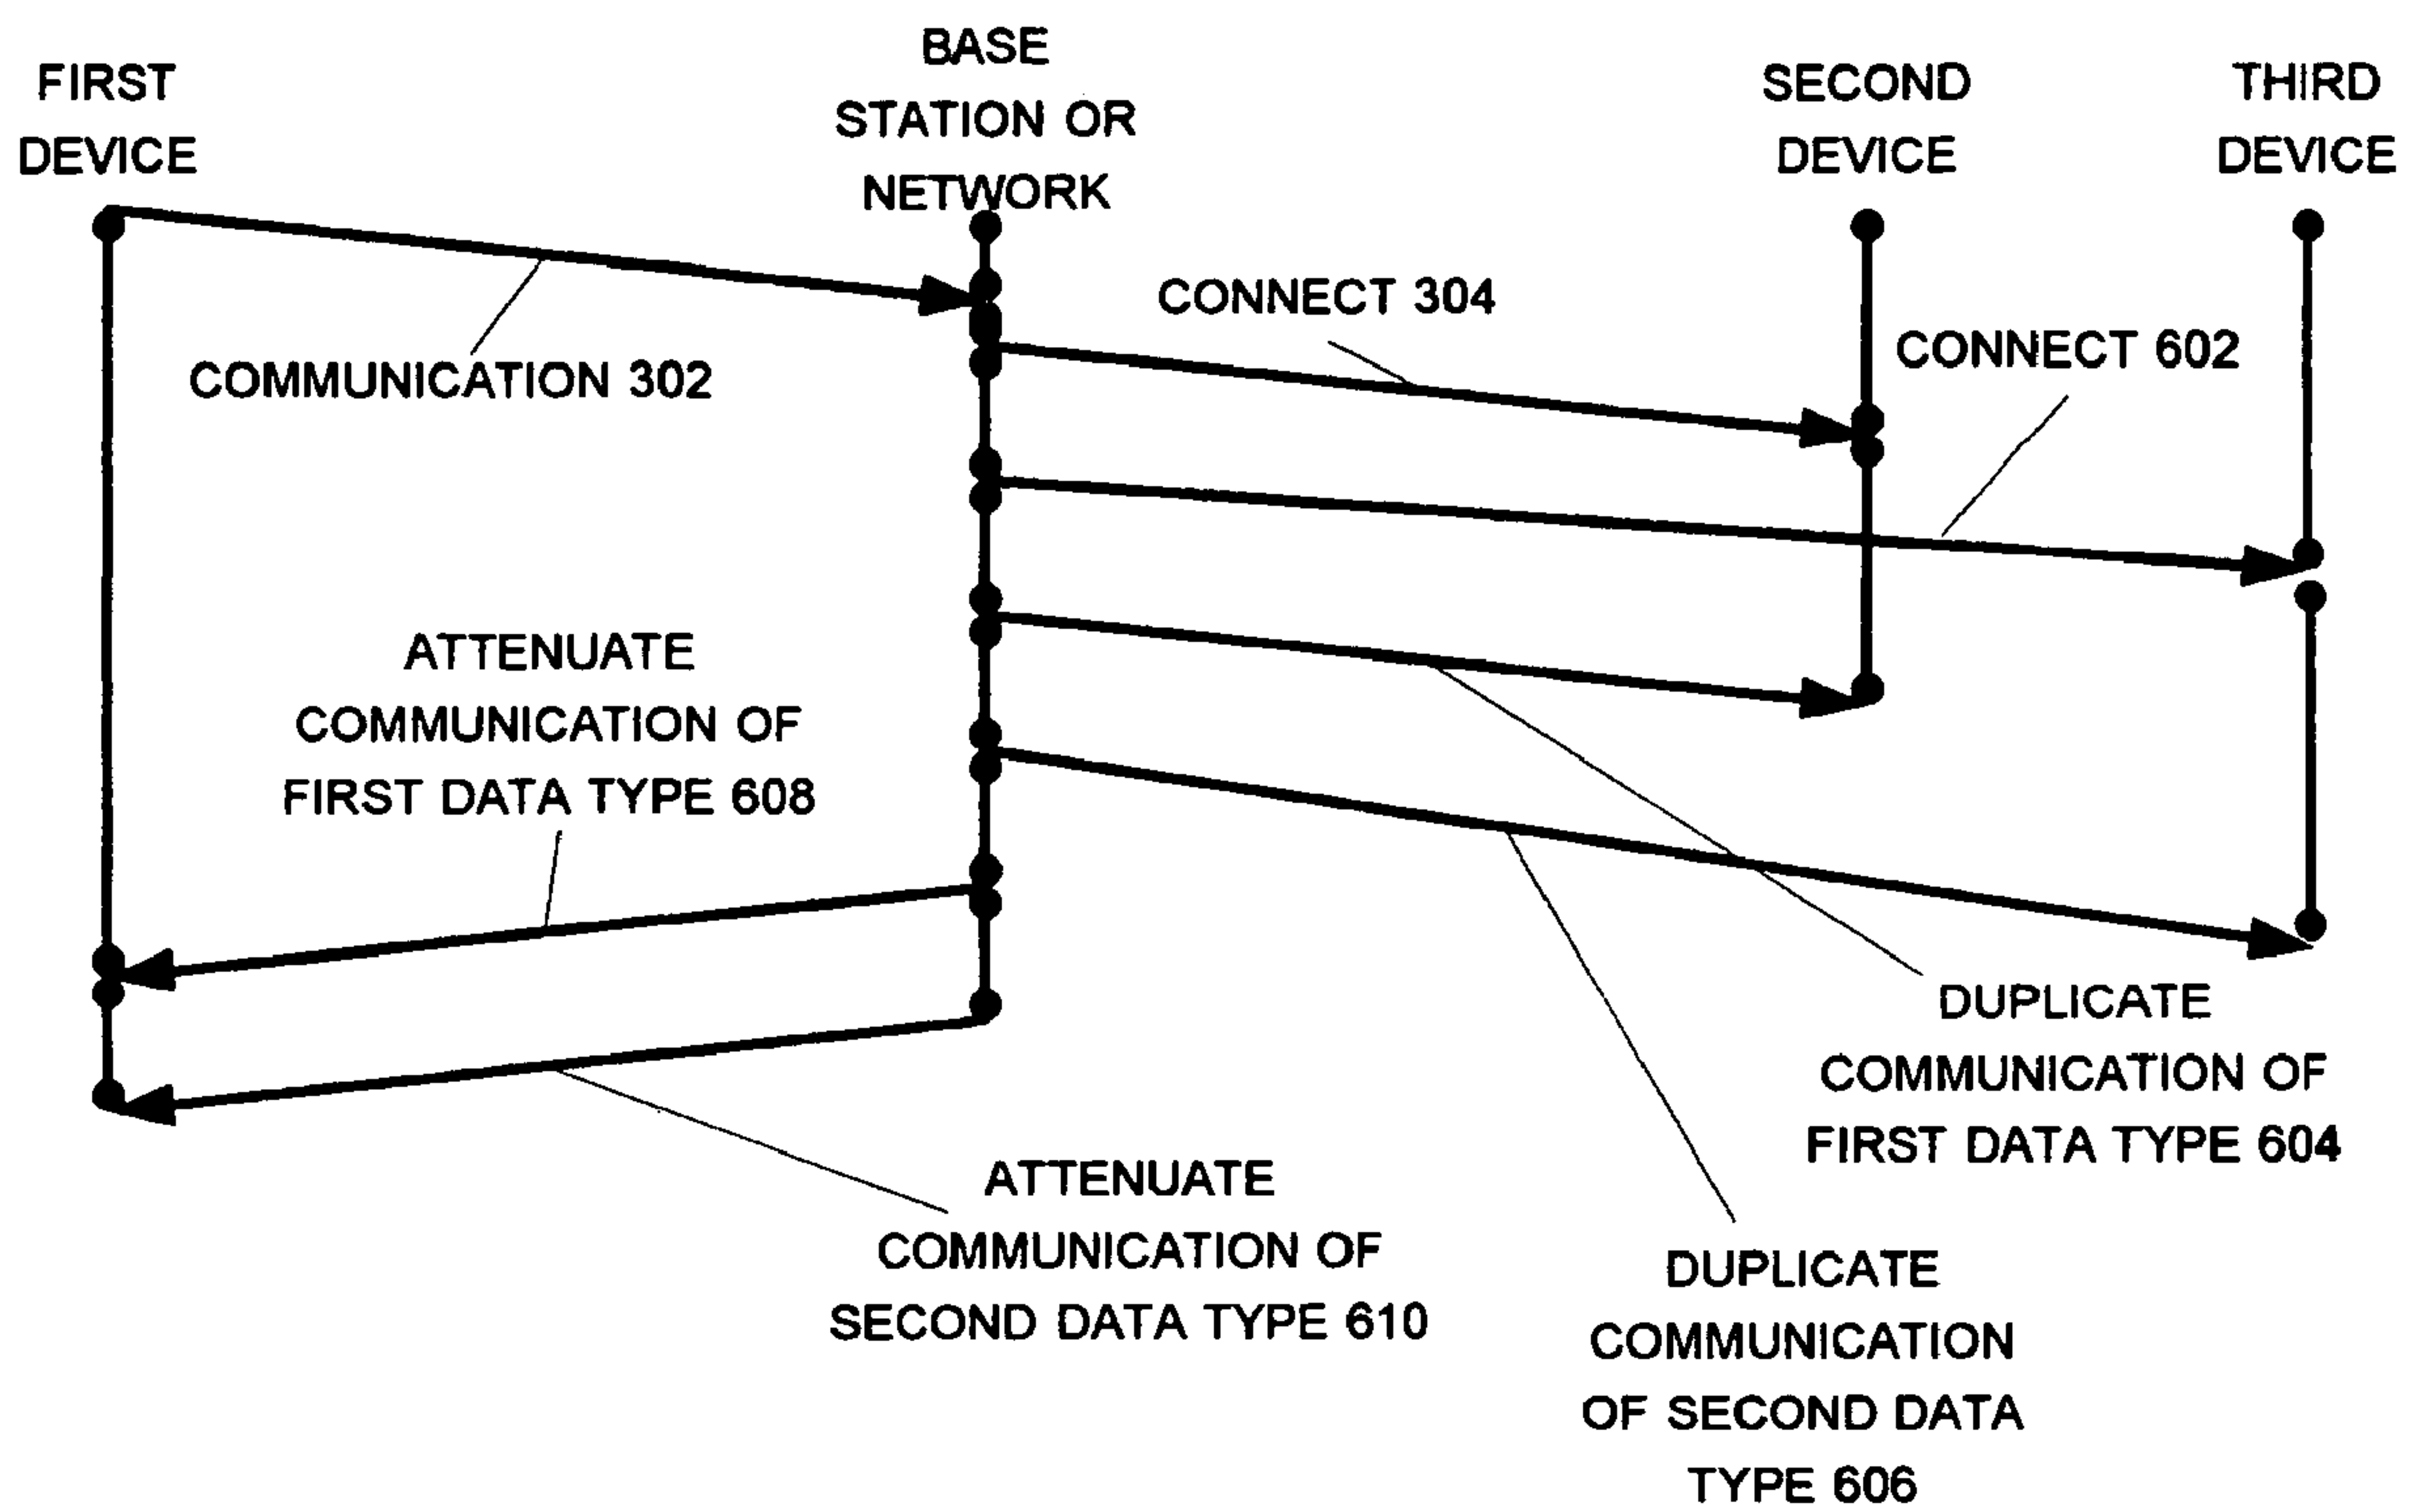 FIRST
DEVICE
BASE
STATION OR
NETWORK
SECOND
DEVICE
THIRD
DEVICE
COMMUNICATION 302
CONNECT 304
CONNECT 602
ATTENUATE
COMMUNICATION OF
FIRST DATA TYPE 608
DUPLICATE
COMMUNICATION OF
FIRST DATA TYPE 604
ATTENUATE
COMMUNICATION OF
SECOND DATA TYPE 610
DUPLICATE
COMMUNICATION
OF SECOND DATA
TYPE 606